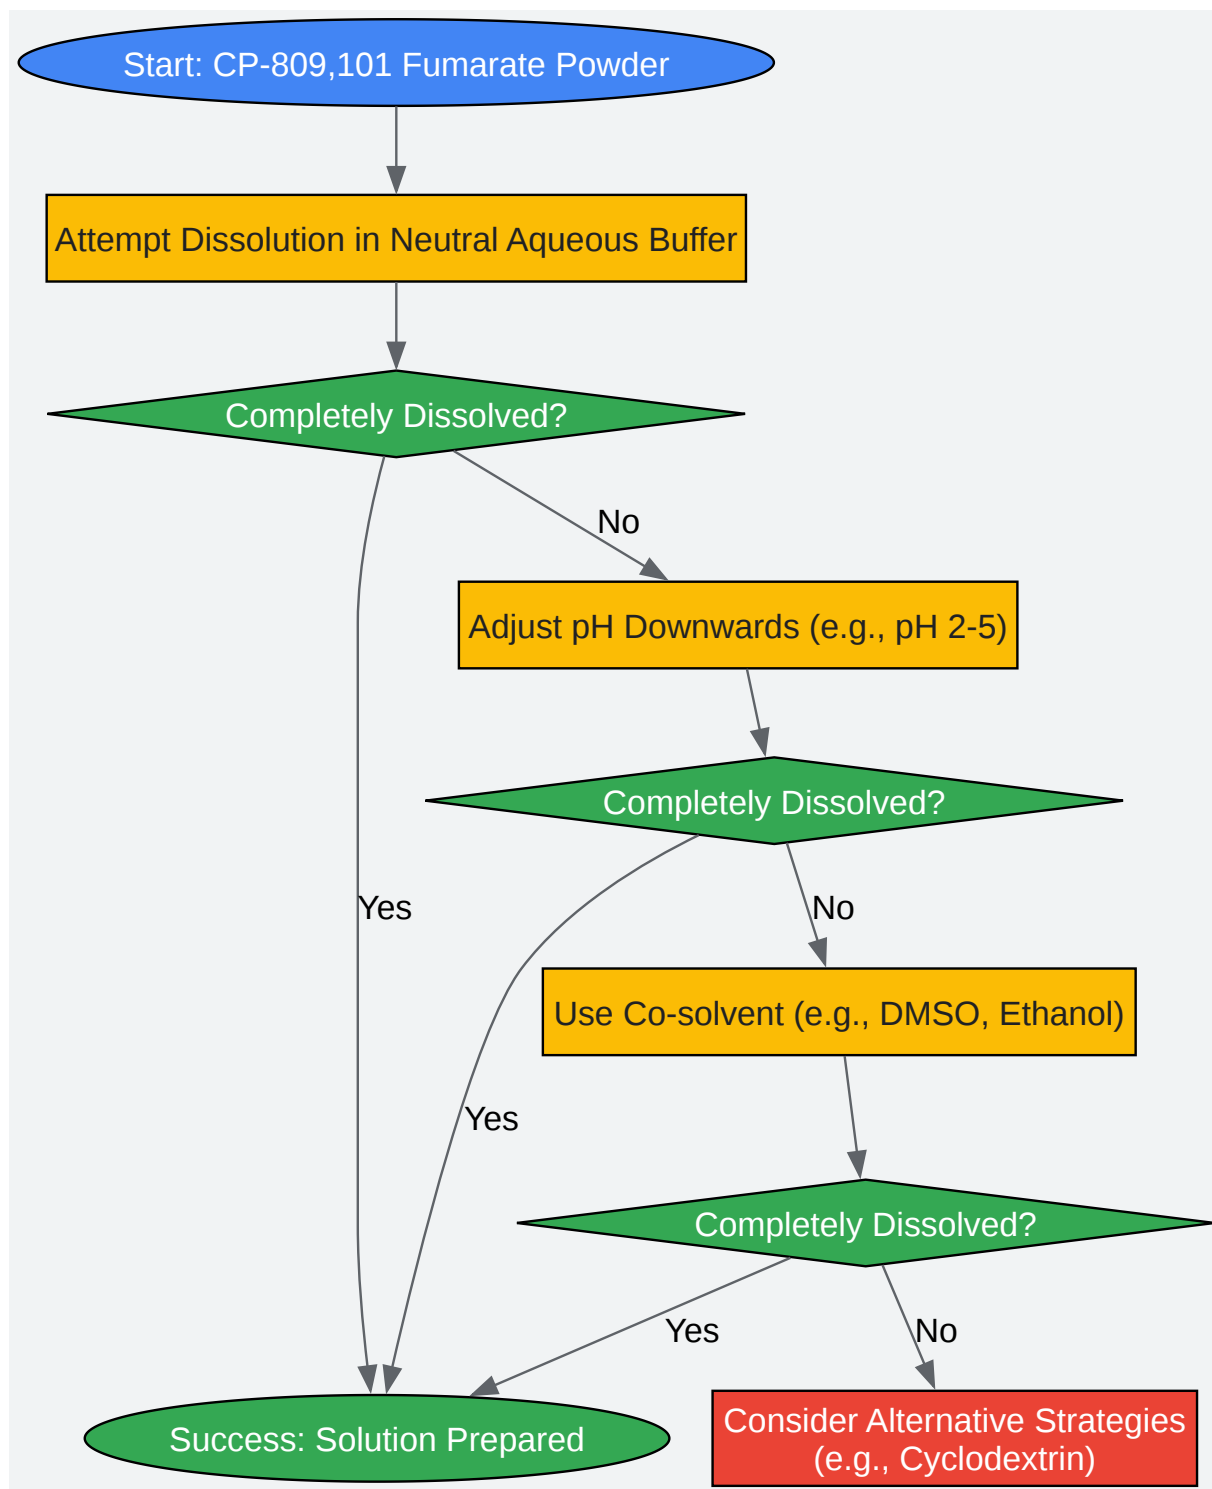 Start: CP-809,101 Fumarate Powder
Attempt Dissolution in Neutral Aqueous Buffer
Completely Dissolved?
No
Adjust pH Downwards (e.g., pH 2-5)
Completely Dissolved?
Yes
No
Use Co-solvent (e.g., DMSO, Ethanol)
Yes
Completely Dissolved?
Yes
No
Success: Solution Prepared
Consider Alternative Strategies
(e.g., Cyclodextrin)